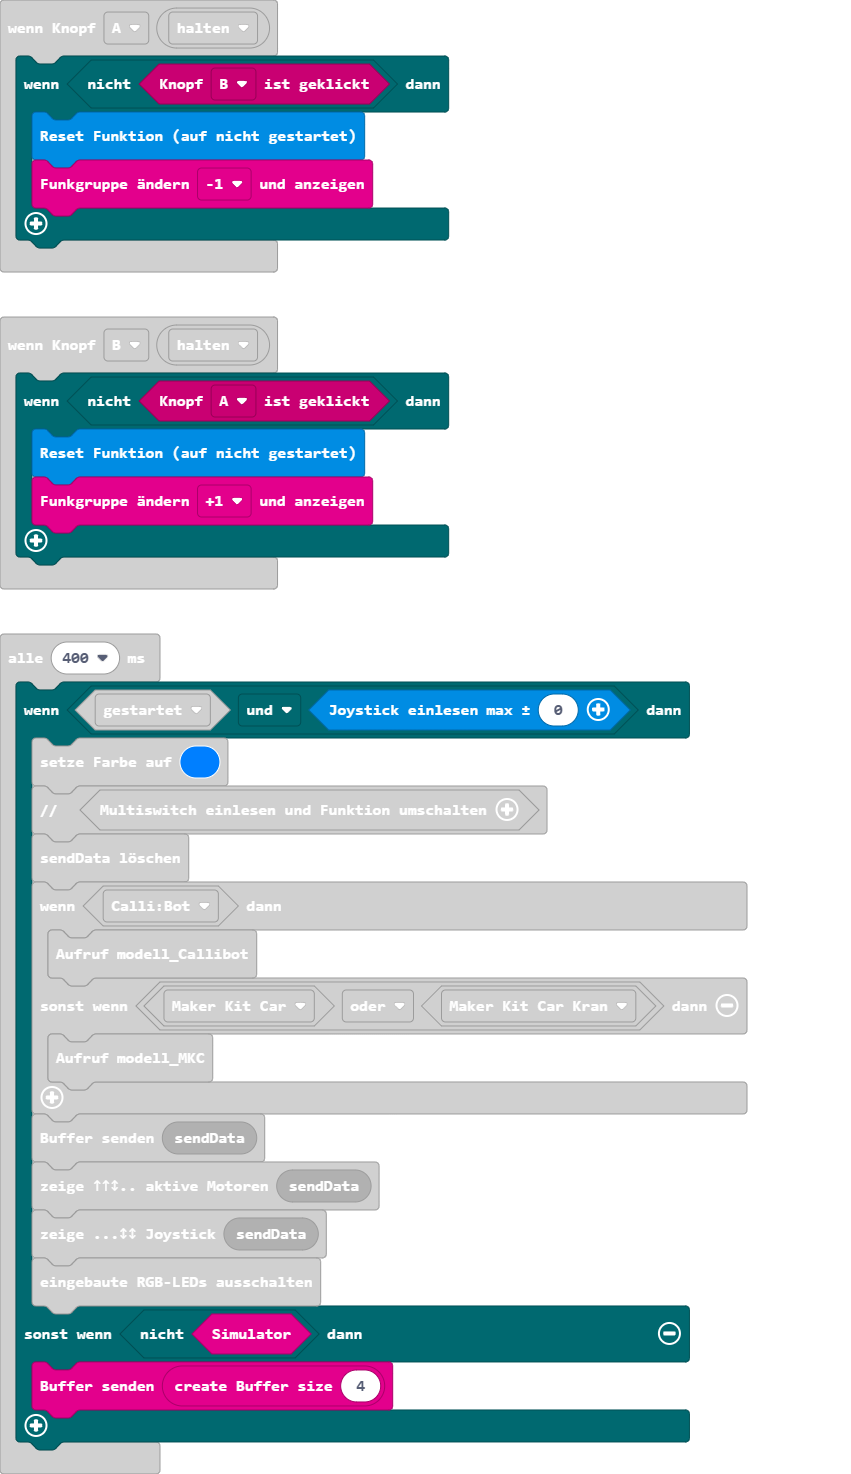 wenn Knopf A halten
wenn nicht Knopf B ist geklickt dann
Reset Funktion (auf nicht gestartet)
Funkgruppe ändern -1 und anzeigen
wenn Knopf B halten
wenn nicht Knopf A ist geklickt dann
Reset Funktion (auf nicht gestartet)
Funkgruppe ändern +1 und anzeigen
alle 400 ms
wenn gestartet und Joystick einlesen max ± 0 dann
setze Farbe auf
// Multiswitch einlesen und Funktion umschalten
sendData löschen
wenn Calli:Bot dann
Aufruf modell_Callibot
sonst wenn Maker Kit Car oder Maker Kit Car Kran dann
Aufruf modell_MKC
Buffer senden sendData
zeige ↑↑↕.. aktive Motoren sendData
zeige ...↕↕ Joystick sendData
eingebaute RGB-LEDs ausschalten
sonst wenn nicht Simulator dann
Buffer senden create Buffer size 4